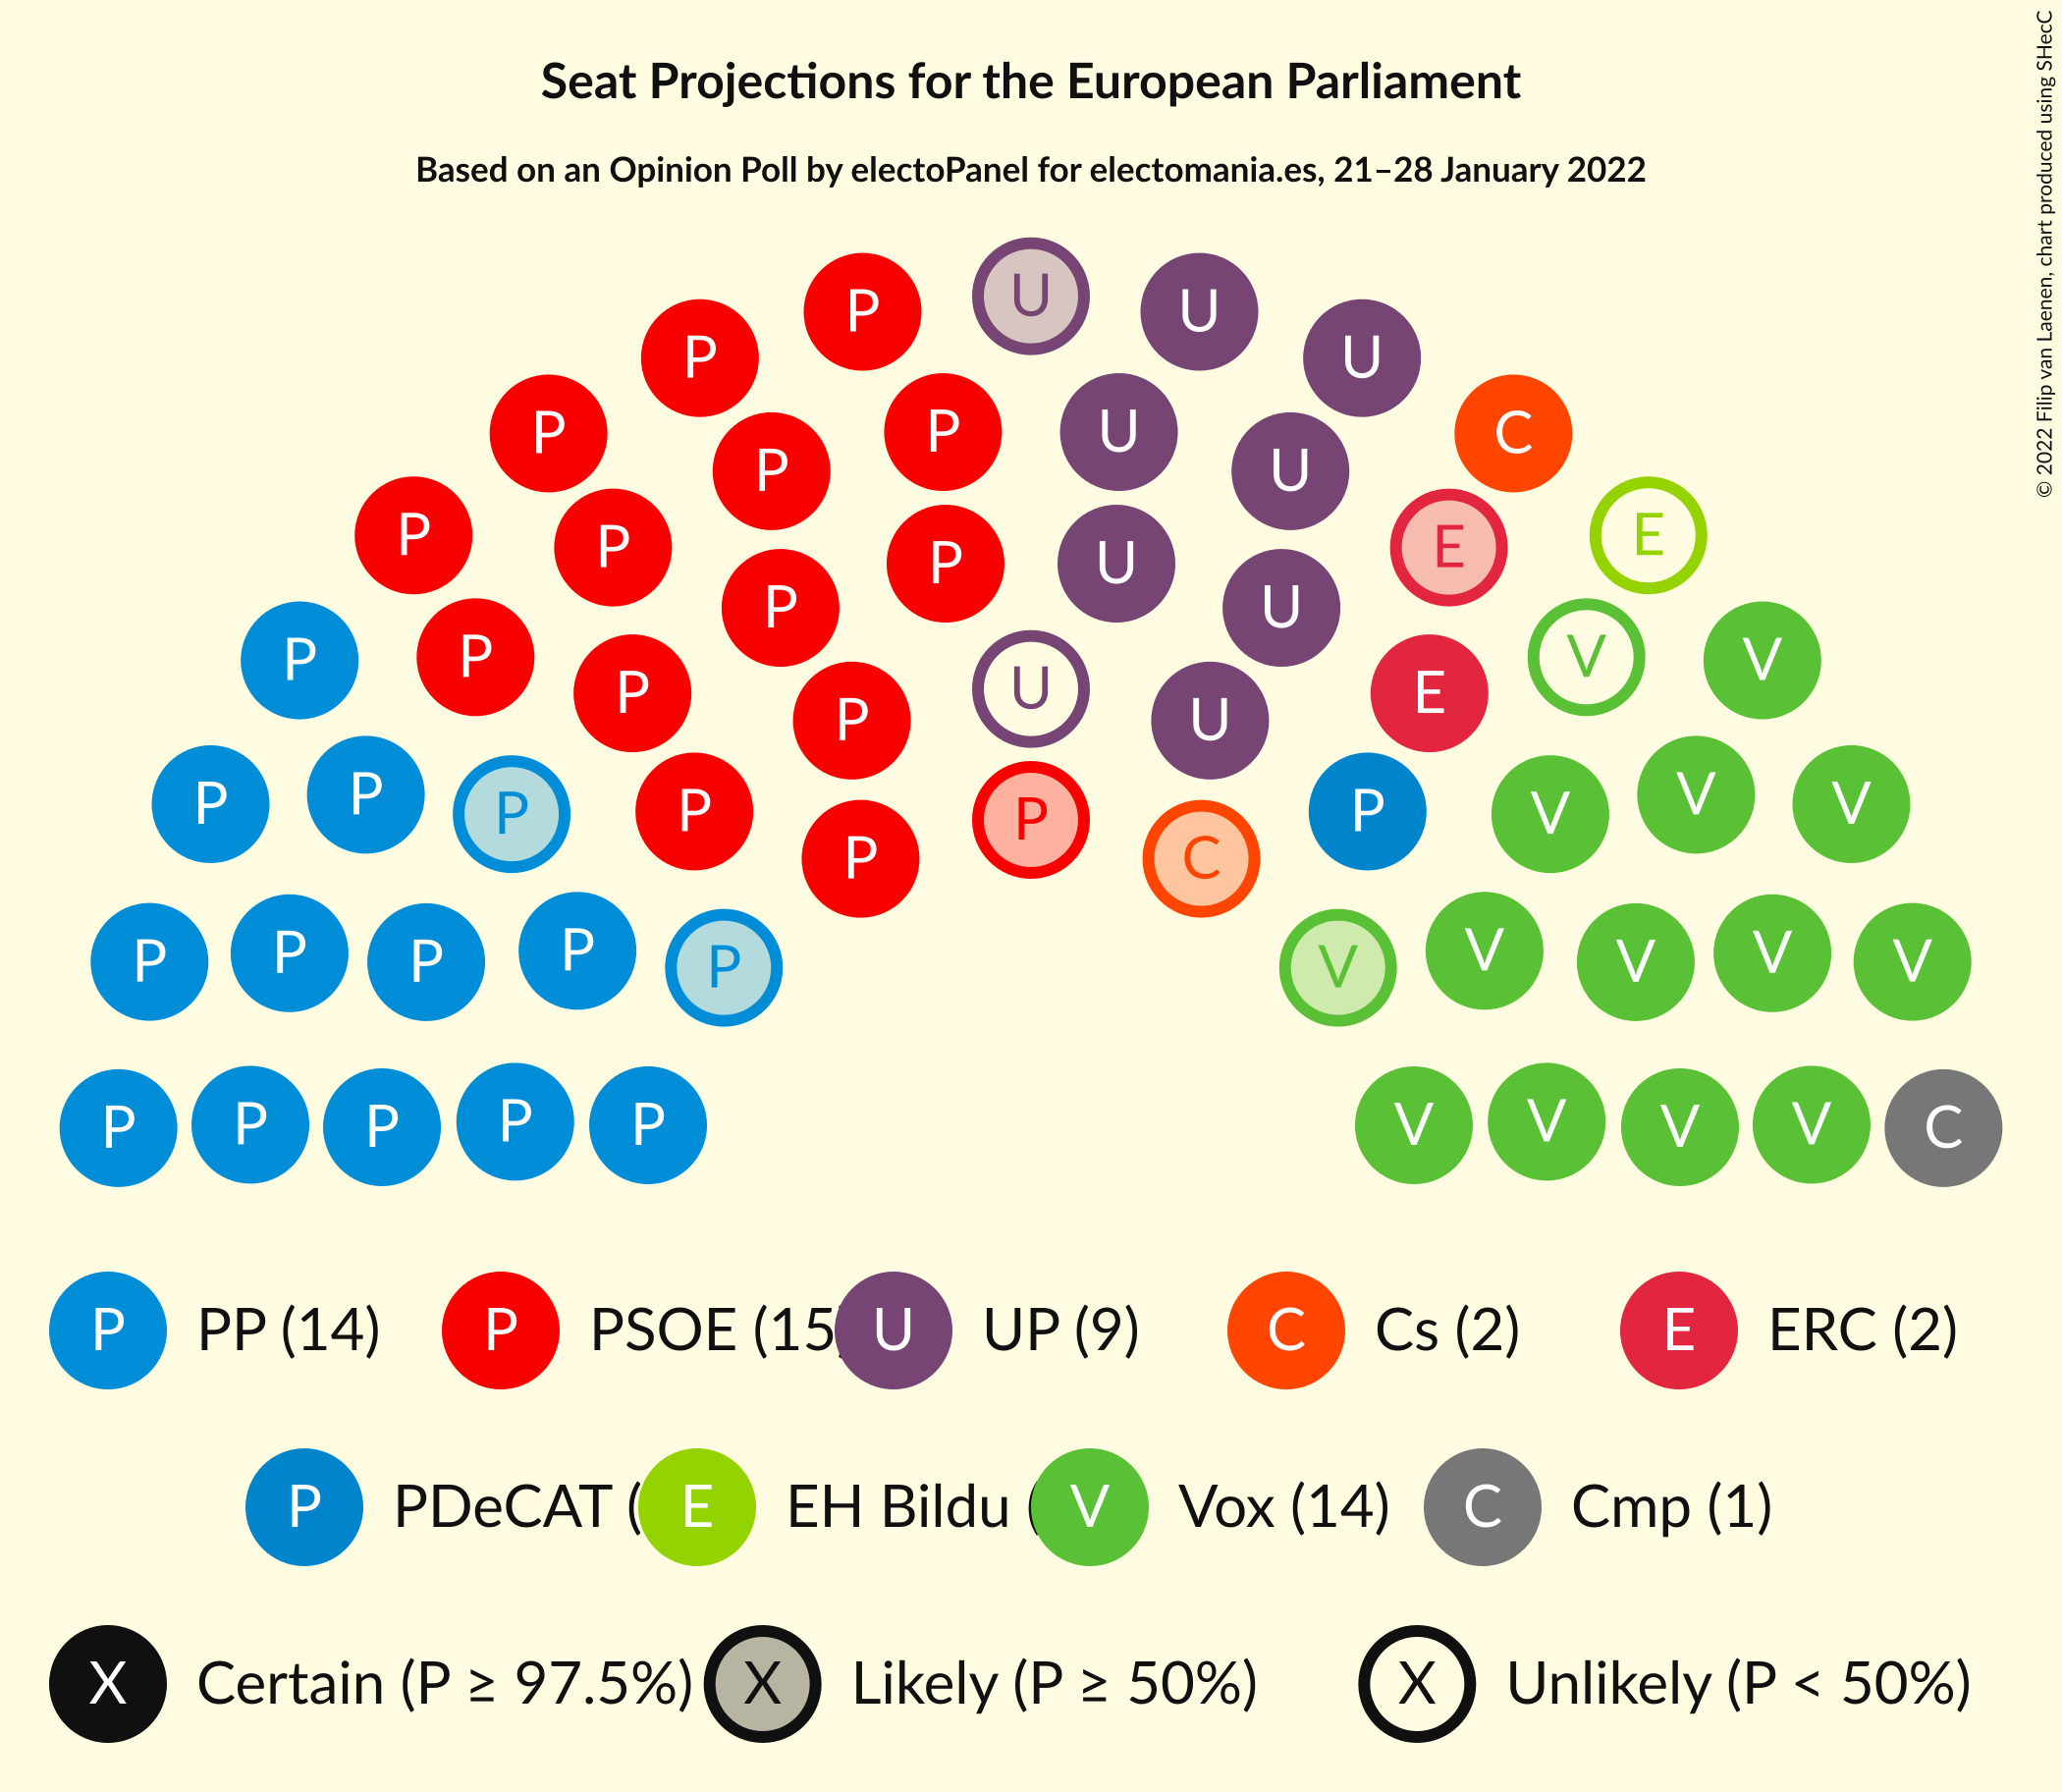 Seat Projections for the European Parliament
Based on an Opinion Poll by electoPanel for electomania.es, 21–28 January 2022
© 2022 Filip van Laenen, chart produced using SHecC
U
P U
P U
P P U C
P U
P P P U E E
P U
P P V V
P U E
P U
P P P P P P V V V
P C
P P P P P V V V V V
P P P P P V V V V C
P PP (14) P PSOE (15 U UP (9) C Cs (2) E ERC (2)
P PDeCAT ( E EH Bildu ( V Vox (14) C Cmp (1)
X Certain (P ≥ 97.5%) X Likely (P ≥ 50%) X Unlikely (P < 50%)